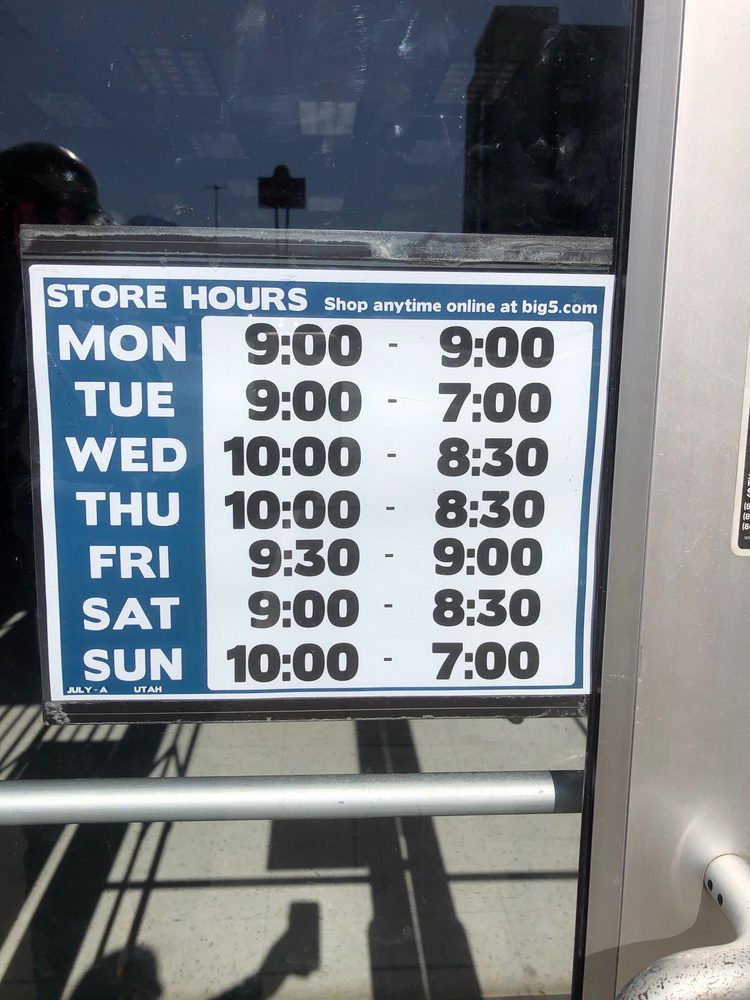 STORE HOURS Shop anytime online at big5.com
MON 9:00 - 9:00
TUE 9:00 - 7:00
WED 10:00 - 8:30
THU 10:00 - 8:30
FRI 9:30 - 9:00
SAT 9:00 - 8:30
SUN 10:00 - 7:00
JULY - A UTAH